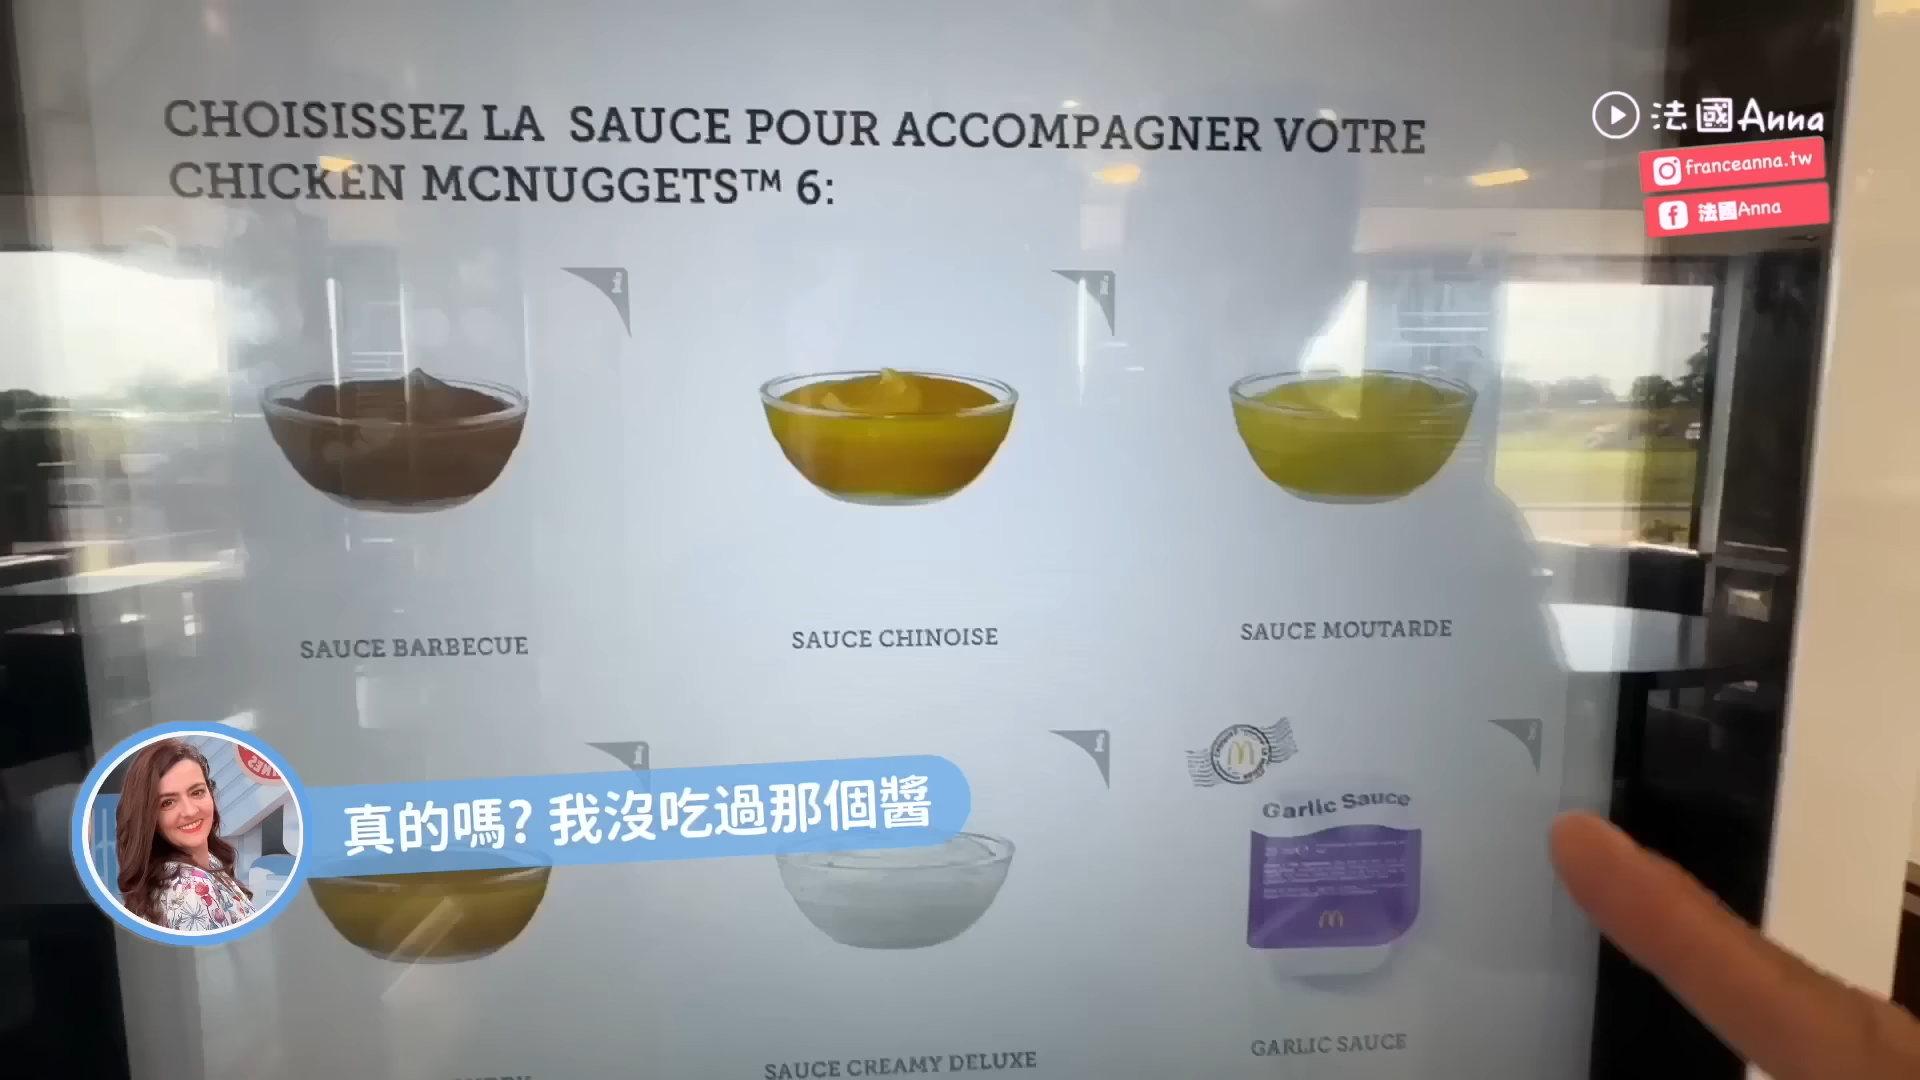 CHOISISSEZ LA SAUCE POUR ACCOMPAGNER VOTRE
CHICKEN MCNUGGETS™ 6:
法國Anna
franceanna.tw
法國Anna
SAUCE BARBECUE
SAUCE CHINOISE
SAUCE MOUTARDE
真的嗎? 我沒吃過那個醬
Garlic Sauce
SAUCE CREAMY DELUXE
GARLIC SAUCE